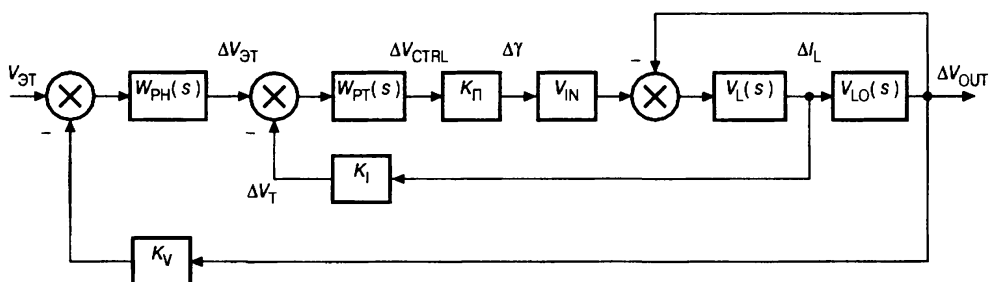 V_ЭТ
–
W_PH(s)
ΔV_ЭТ
–
W_PT(s)
ΔV_CTRL
K_П
Δγ
V_IN
–
V_L(s)
ΔI_L
V_LO(s)
ΔV_OUT
ΔV_T
K_I
K_V